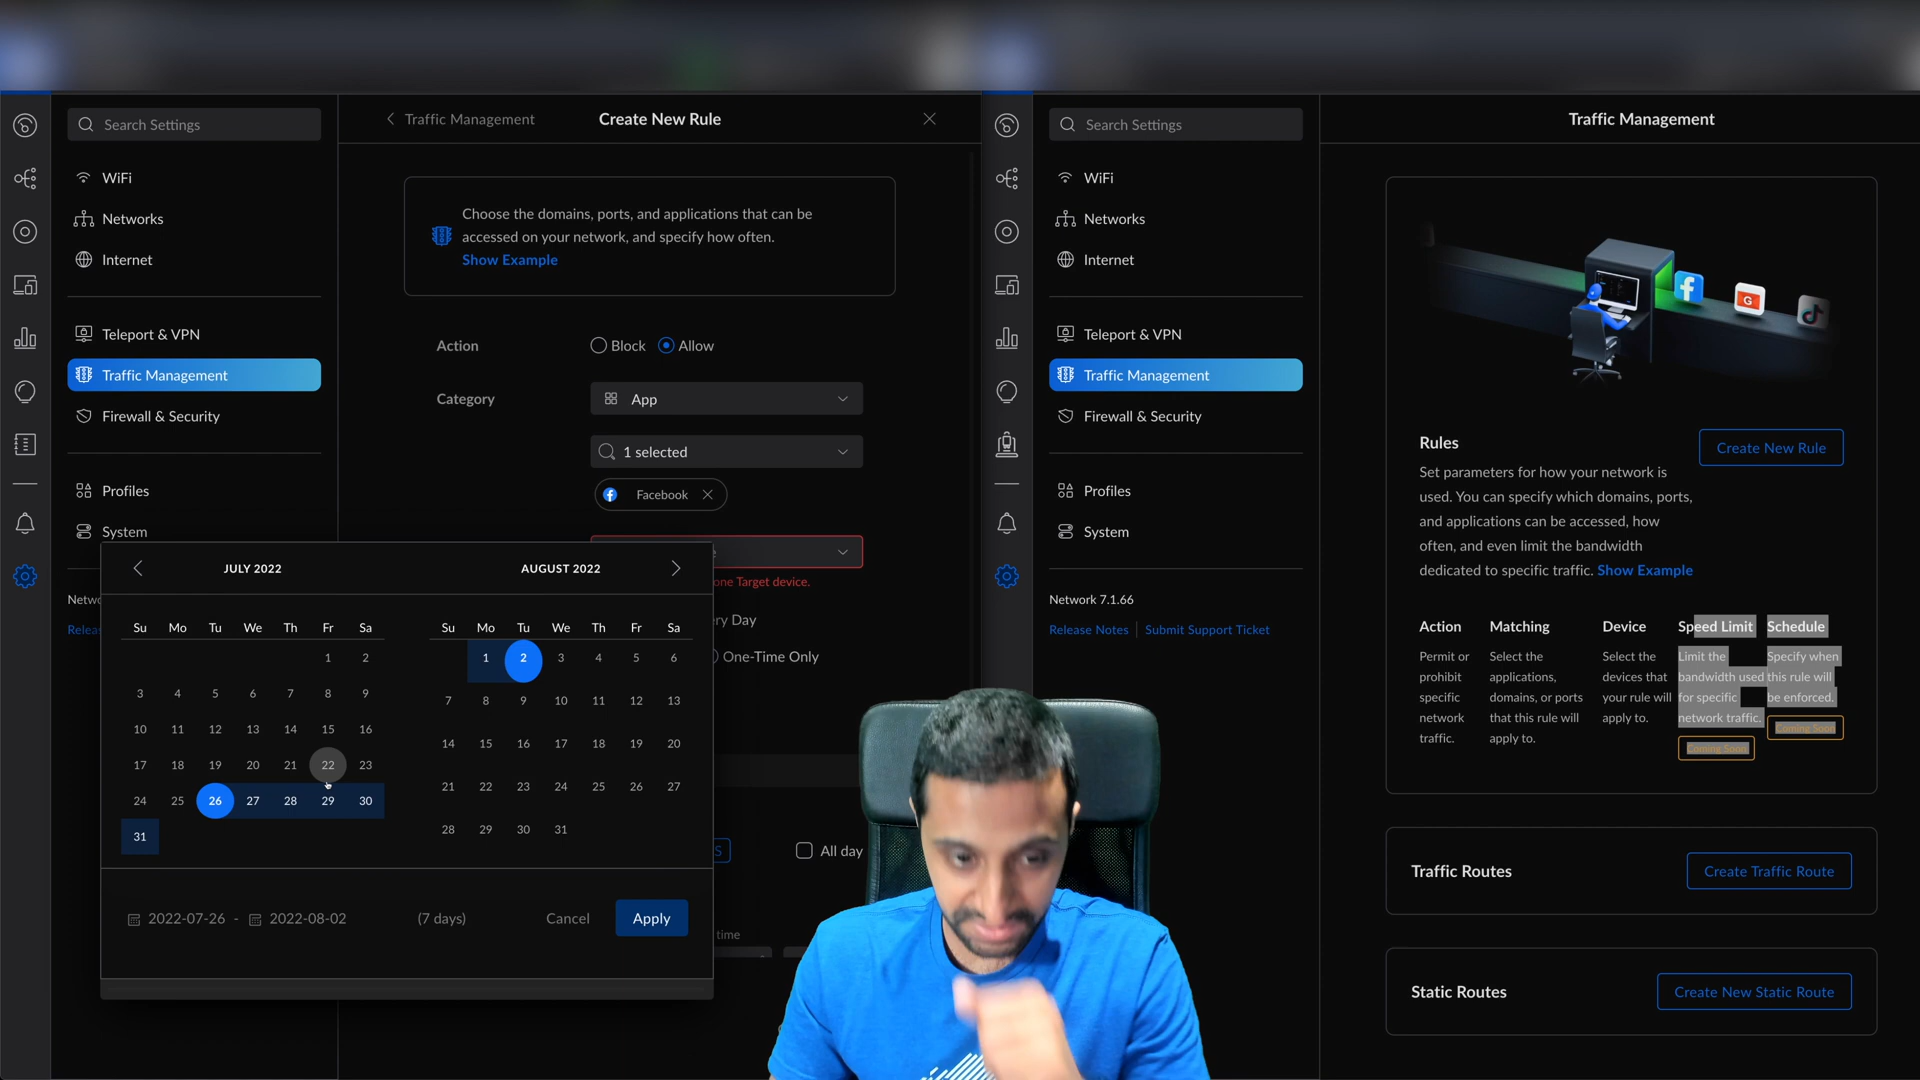 Search Settings
WiFi
Networks
Internet
Teleport & VPN
Traffic Management
Firewall & Security
Profiles
System
Traffic Management
Create New Rule
Choose the domains, ports, and applications that can be
accessed on your network, and specify how often.
Show Example
Action
Block
Allow
Category
App
1 selected
Facebook
one Target device.
One-Time Only
All day
time
JULY 2022
AUGUST 2022
Su Mo Tu We Th Fr Sa
1 2
3 4 5 6 7 8 9
10 11 12 13 14 15 16
17 18 19 20 21 22 23
24 25 26 27 28 29 30
31
Su Mo Tu We Th Fr Sa
1 2 3 4 5 6
7 8 9 10 11 12 13
14 15 16 17 18 19 20
21 22 23 24 25 26 27
28 29 30 31
2022-07-26 - 2022-08-02 (7 days)
Cancel
Apply
Search Settings
WiFi
Networks
Internet
Teleport & VPN
Traffic Management
Firewall & Security
Profiles
System
Network 7.1.66
Release Notes | Submit Support Ticket
Traffic Management
Rules
Create New Rule
Set parameters for how your network is
used. You can specify which domains, ports,
and applications can be accessed, how
often, and even limit the bandwidth
dedicated to specific traffic. Show Example
Action
Permit or
prohibit
specific
network
traffic.
Matching
Select the
applications,
domains, or ports
that this rule will
apply to.
Device
Select the
devices that
your rule will
apply to.
Speed Limit
Limit the
bandwidth used
for specific
network traffic.
Coming Soon
Schedule
Specify when
this rule will
be enforced.
Coming Soon
Traffic Routes
Create Traffic Route
Static Routes
Create New Static Route